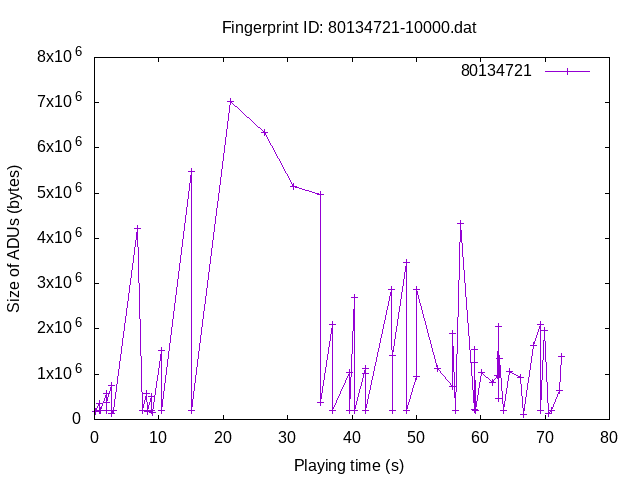 Fingerprint ID: 80134721-10000.dat
80134721
8x10^6
7x10^6
6x10^6
5x10^6
4x10^6
3x10^6
2x10^6
1x10^6
0
Size of ADUs (bytes)
0 10 20 30 40 50 60 70 80
Playing time (s)